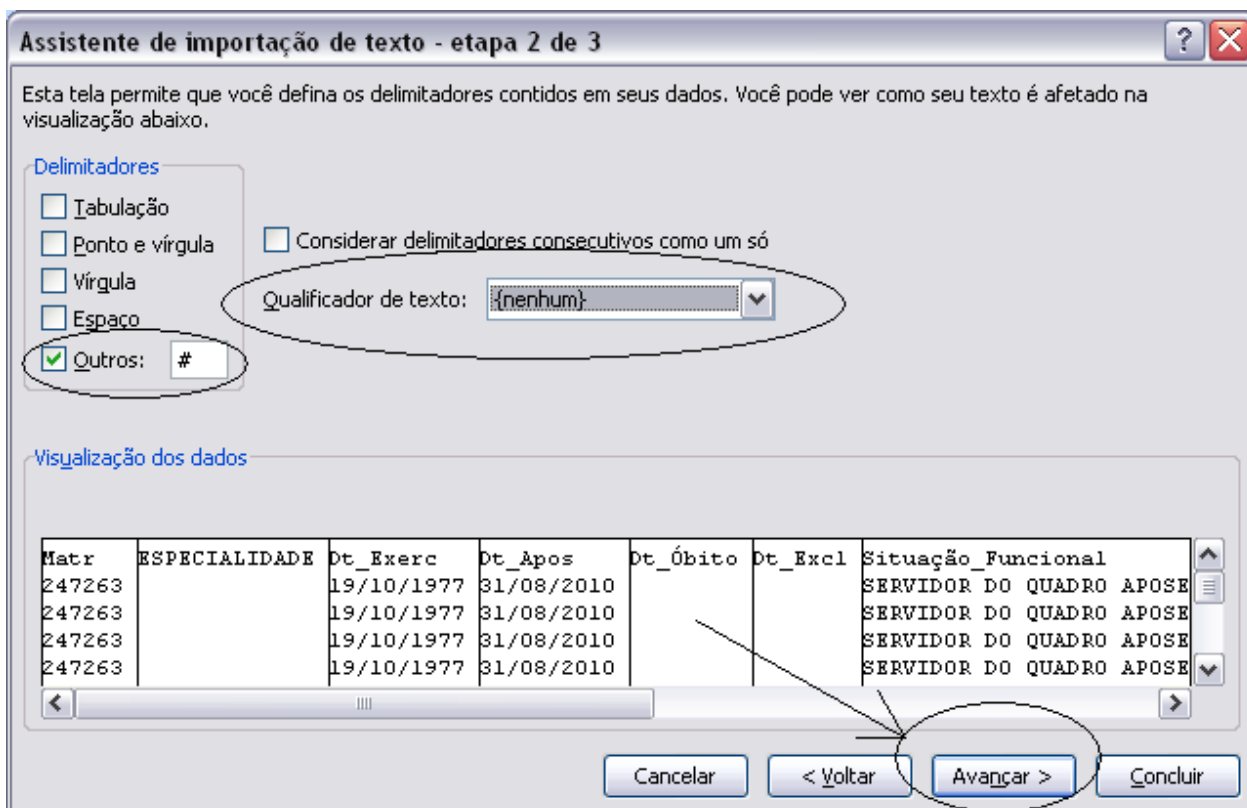 Assistente de importação de texto - etapa 2 de 3
Esta tela permite que você defina os delimitadores contidos em seus dados. Você pode ver como seu texto é afetado na
visualização abaixo.
Delimitadores
Tabulação
Ponto e vírgula
Considerar delimitadores consecutivos como um só
Vírgula
Qualificador de texto: {nenhum}
Espaço
Outros: #
Visualização dos dados
Matr ESPECIALIDADE Dt_Exerc Dt_Apos Dt_Óbito Dt_Excl Situação_Funcional
247263 19/10/1977 31/08/2010 SERVIDOR DO QUADRO APOSE
247263 19/10/1977 31/08/2010 SERVIDOR DO QUADRO APOSE
247263 19/10/1977 31/08/2010 SERVIDOR DO QUADRO APOSE
247263 19/10/1977 31/08/2010 SERVIDOR DO QUADRO APOSE
Cancelar < Voltar Avançar > Concluir